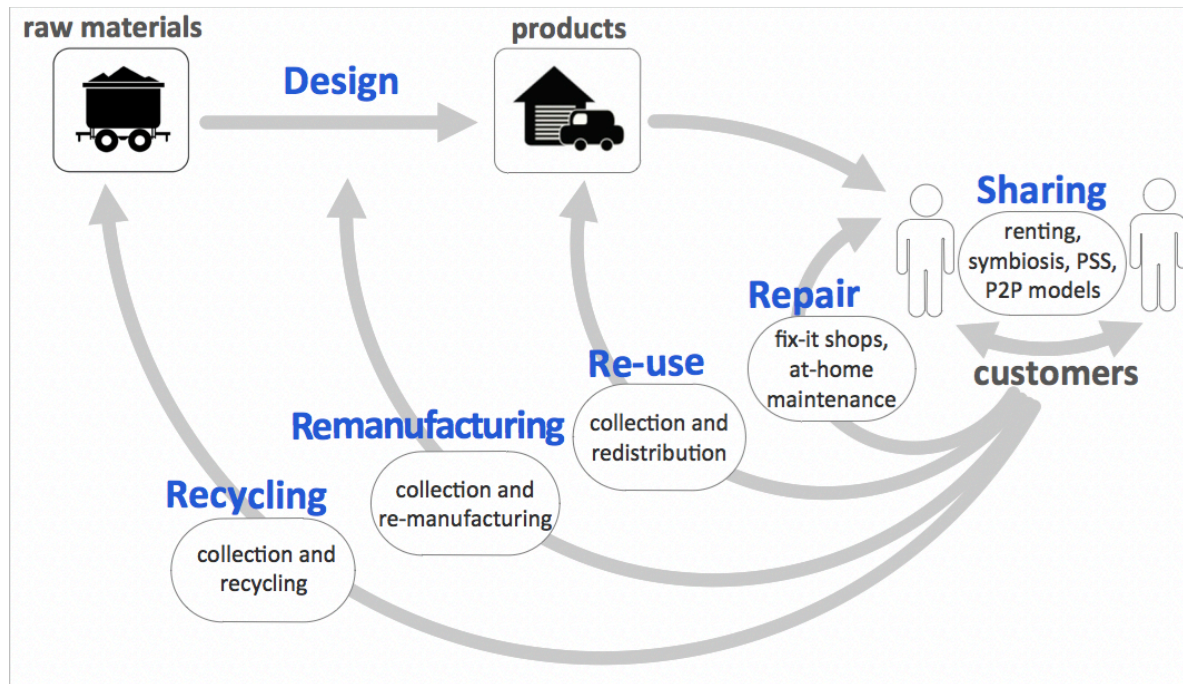 raw materials
products
Design
Sharing
renting,
symbiosis, PSS,
P2P models
customers
Repair
fix-it shops,
at-home
maintenance
Re-use
collection and
redistribution
Remanufacturing
collection and
re-manufacturing
Recycling
collection and
recycling